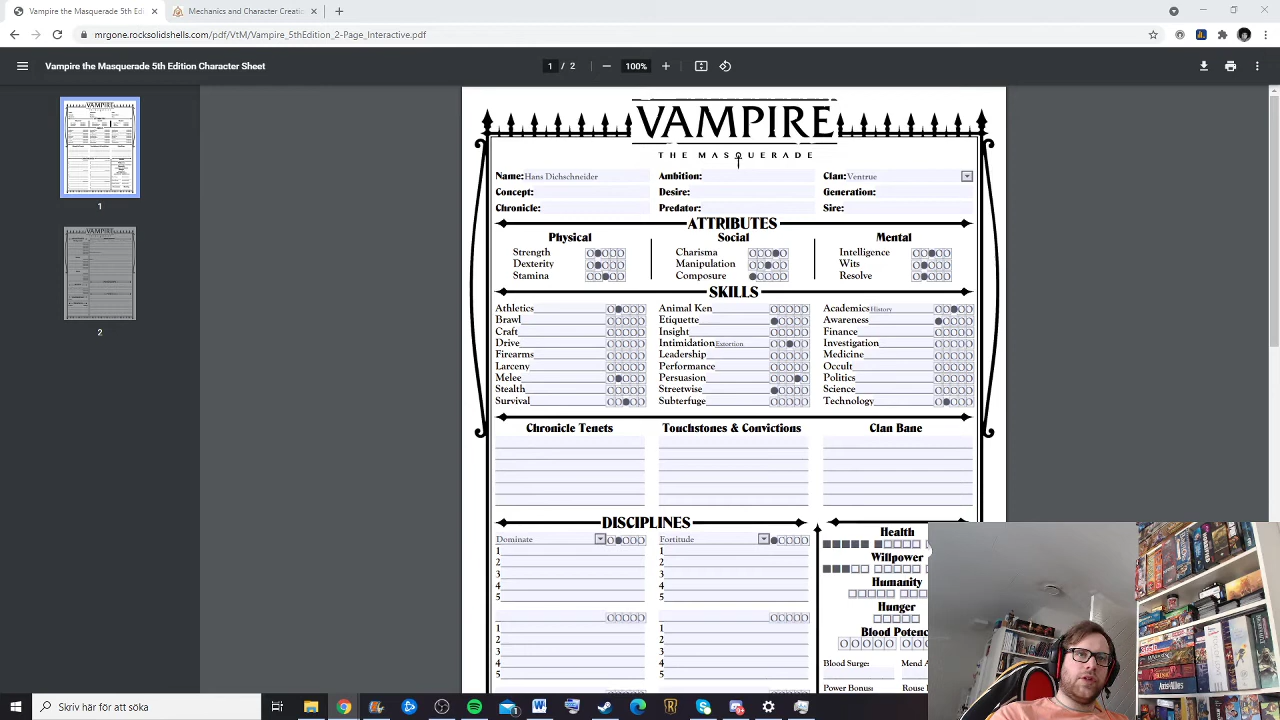 Vampire the Masquerade 5th Edi
Mechanics and Character Creation
mrgone.rocksolidshells.com/pdf/VtM/Vampire_5thEdition_2-Page_Interactive.pdf
Vampire the Masquerade 5th Edition Character Sheet
1 / 2
100%
1
2
VAMPIRE
THE MASQUERADE
Name: Hans Dichschneider Ambition: Clan: Ventrue
Concept: Desire: Generation:
Chronicle: Predator: Sire:
ATTRIBUTES
Physical Social Mental
Strength Charisma Intelligence
Dexterity Manipulation Wits
Stamina Composure Resolve
SKILLS
Athletics Animal Ken Academics History
Brawl Etiquette Awareness
Craft Insight Finance
Drive Intimidation Extortion Investigation
Firearms Leadership Medicine
Larceny Performance Occult
Melee Persuasion Politics
Stealth Streetwise Science
Survival Subterfuge Technology
Chronicle Tenets Touchstones & Convictions Clan Bane
DISCIPLINES
Dominate Fortitude
1 1
2 2
3 3
4 4
5 5
1 1
2 2
3 3
4 4
5 5
Health
Willpower
Humanity
Hunger
Blood Potenc
Blood Surge: Mend A
Power Bonus: Rouse
Axis&Allies
Skriv här för att söka